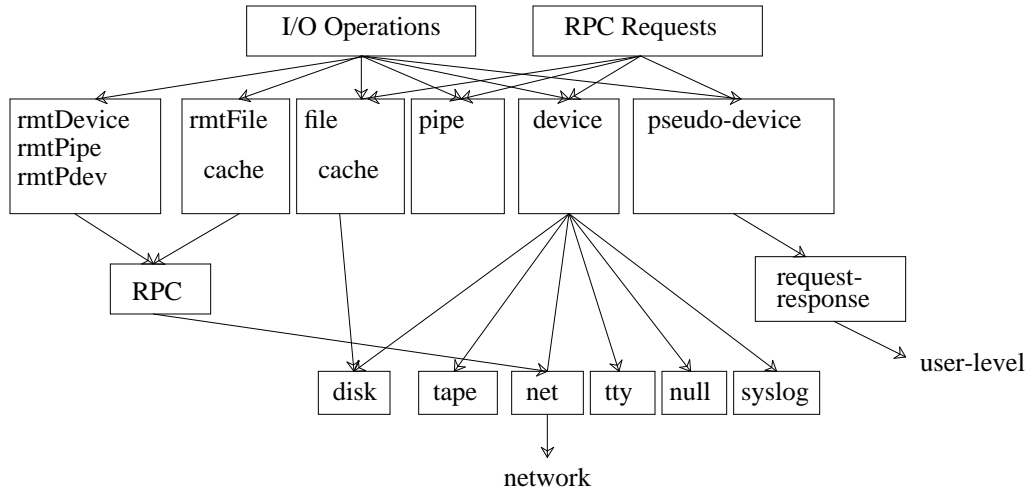 I/O Operations
RPC Requests
rmtDevice
rmtPipe
rmtPdev
rmtFile
cache
file
cache
pipe
device
pseudo-device
RPC
request-
response
user-level
disk
tape
net
tty
null
syslog
network